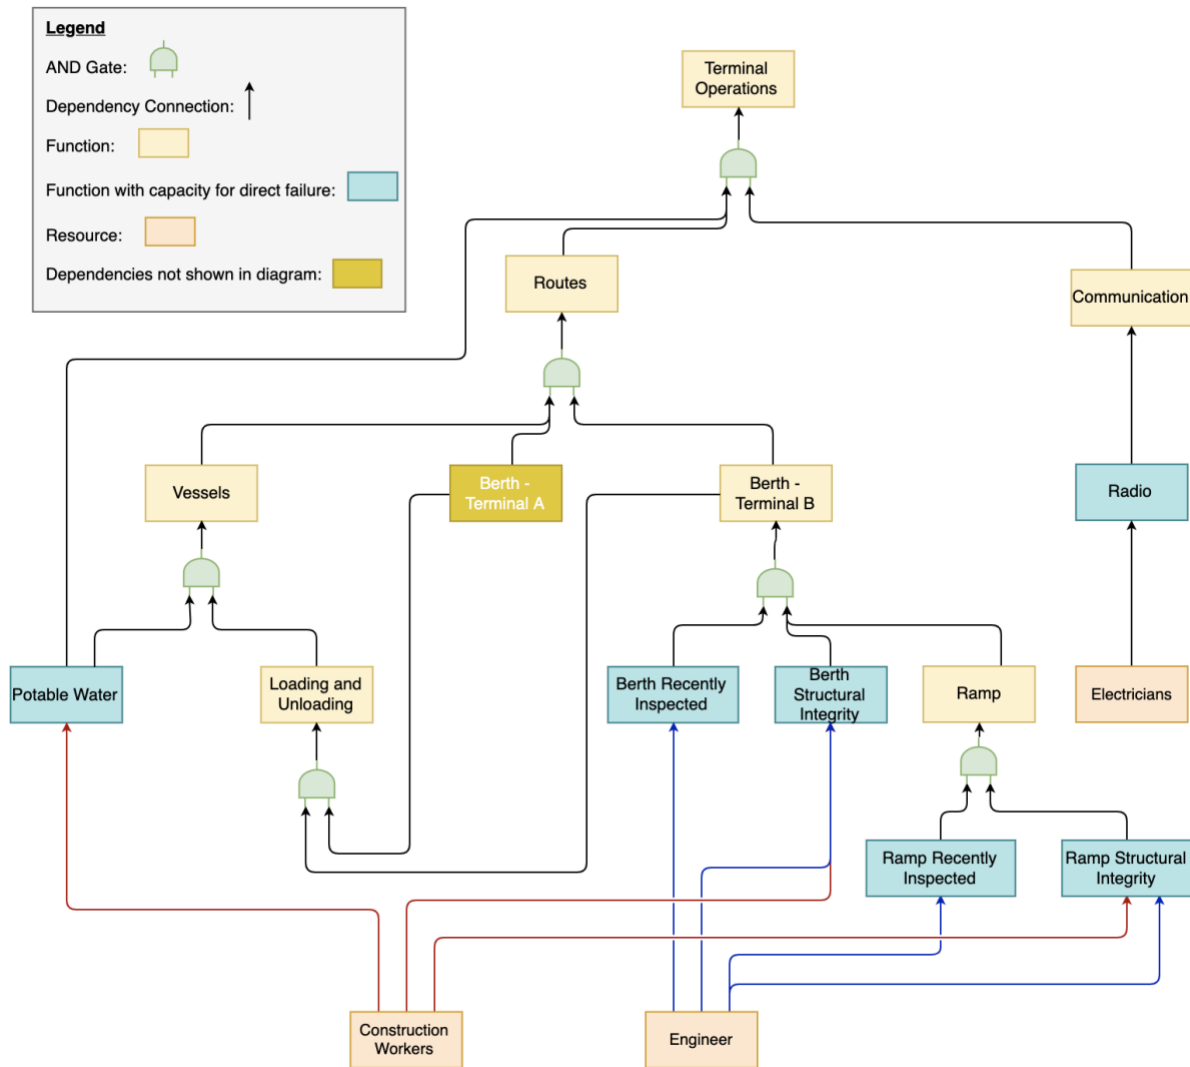 Legend
AND Gate:
Dependency Connection:
Function:
Function with capacity for direct failure:
Resource:
Dependencies not shown in diagram:
Terminal
Operations
Routes
Communication
Vessels
Berth -
Terminal A
Berth -
Terminal B
Radio
Potable Water
Loading and
Unloading
Berth Recently
Inspected
Berth
Structural
Integrity
Ramp
Electricians
Ramp Recently
Inspected
Ramp Structural
Integrity
Construction
Workers
Engineer